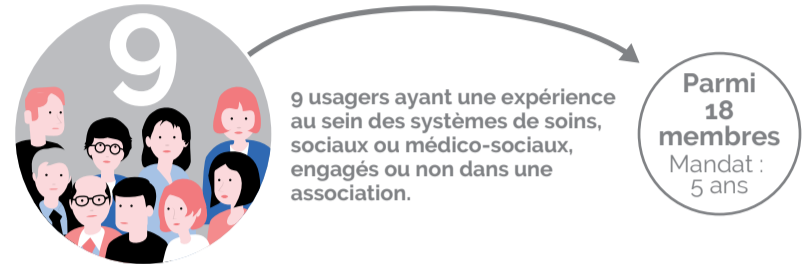 9
9 usagers ayant une expérience
au sein des systèmes de soins,
sociaux ou médico-sociaux,
engagés ou non dans une
association.
Parmi
18
membres
Mandat :
5 ans